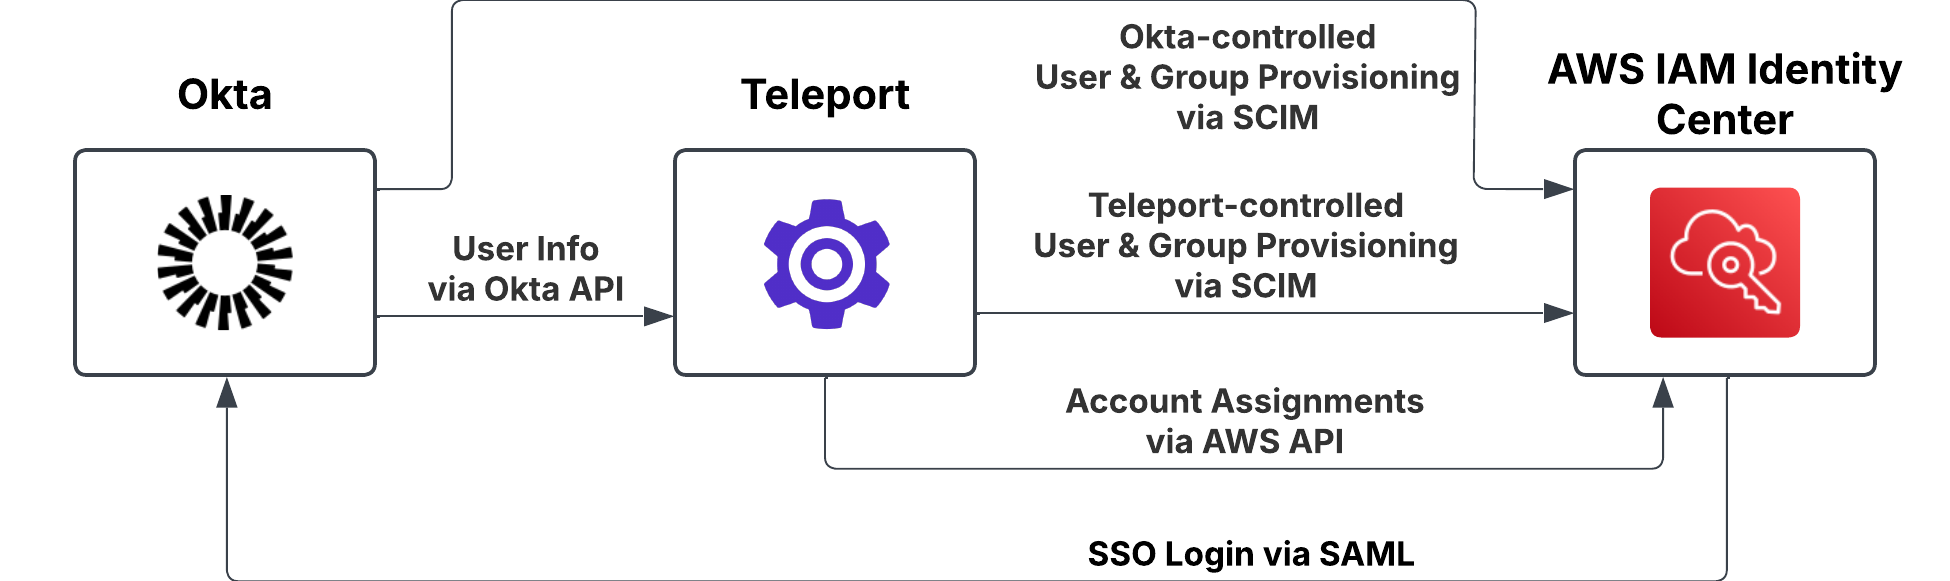 Okta
Teleport
Okta-controlled
User & Group Provisioning
via SCIM
AWS IAM Identity
Center
User Info
via Okta API
Teleport-controlled
User & Group Provisioning
via SCIM
Account Assignments
via AWS API
SSO Login via SAML